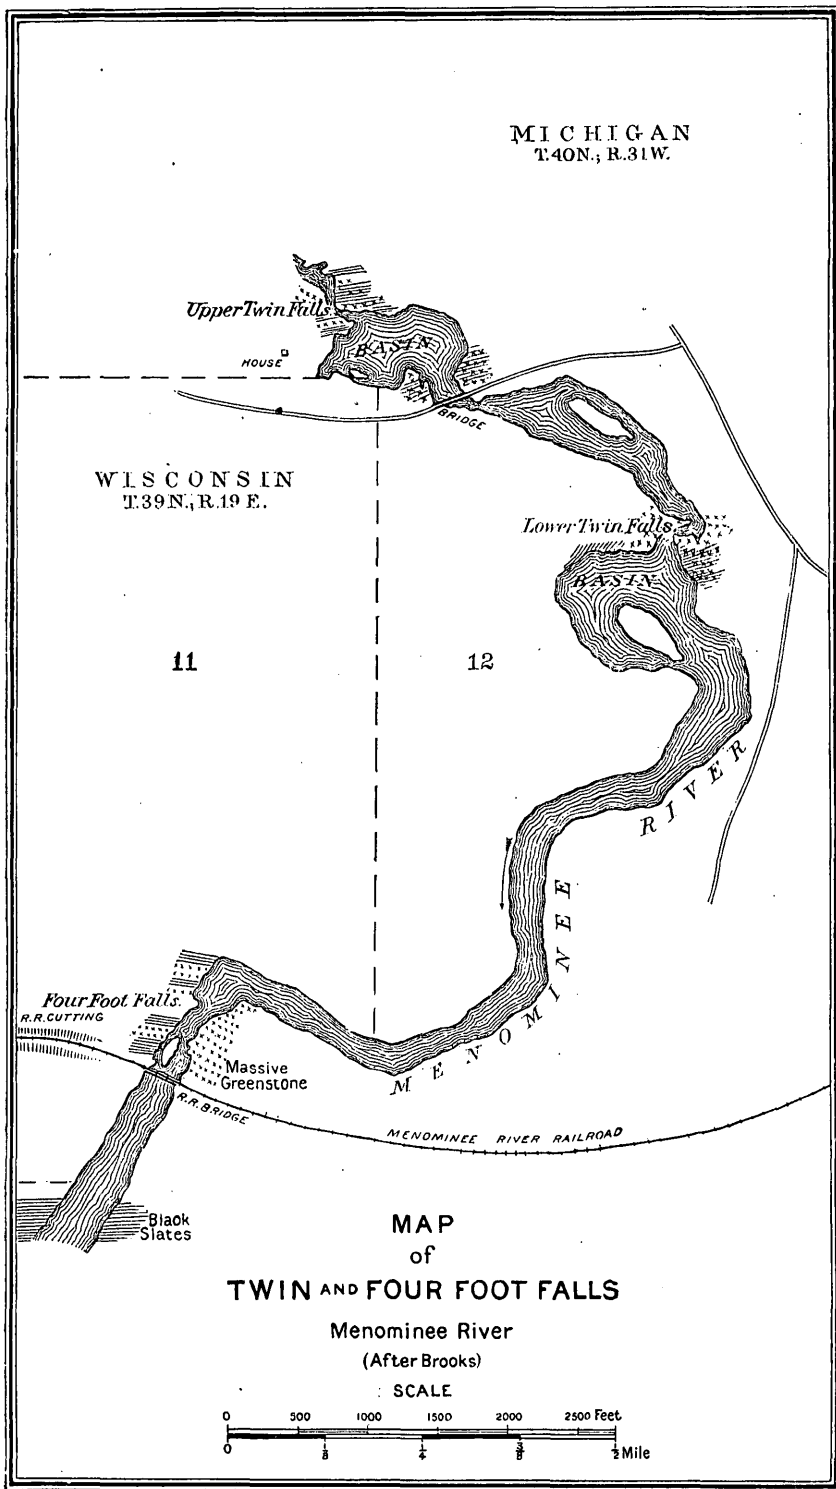 MICHIGAN
T.40N.; R.31W.
Upper Twin Falls
BASIN
HOUSE
BRIDGE
WISCONSIN
T.39N.; R.19 E.
Lower Twin Falls
BASIN
11
12
RIVER
MENOMINEE
Four Foot Falls.
R.R. CUTTING
Massive
Greenstone
R.R. BRIDGE
MENOMINEE RIVER RAILROAD
Black
Slates
MAP
of
TWIN AND FOUR FOOT FALLS
Menominee River
(After Brooks)
SCALE
0 500 1000 1500 2000 2500 Feet
0 1/8 1/4 3/8 1/2 Mile